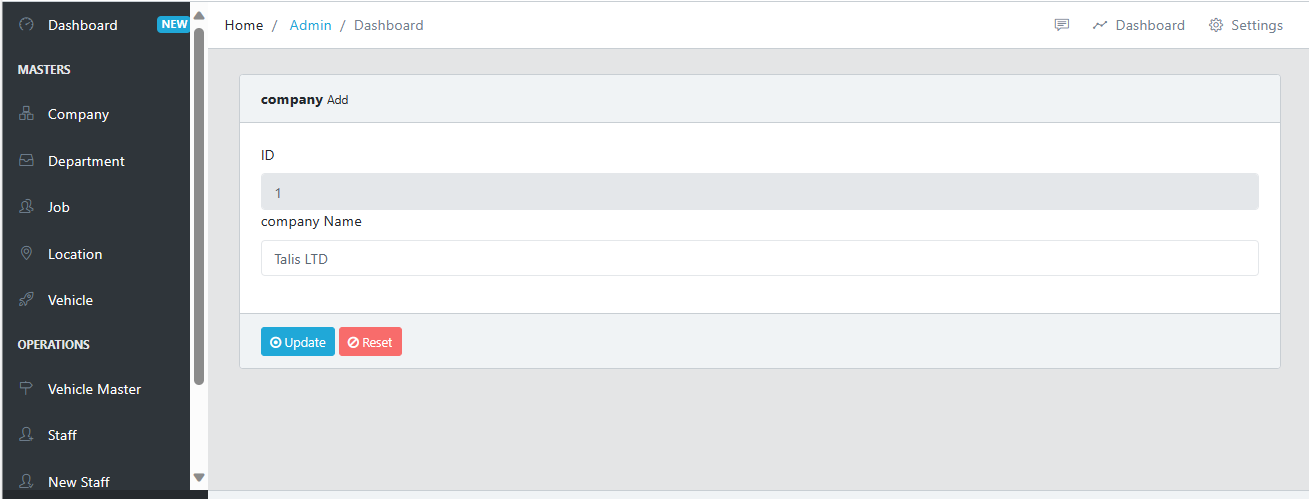 Dashboard NEW
Home / Admin / Dashboard
Dashboard Settings
MASTERS
Company
Department
Job
Location
Vehicle
OPERATIONS
Vehicle Master
Staff
New Staff
company Add
ID
1
company Name
Talis LTD
Update Reset